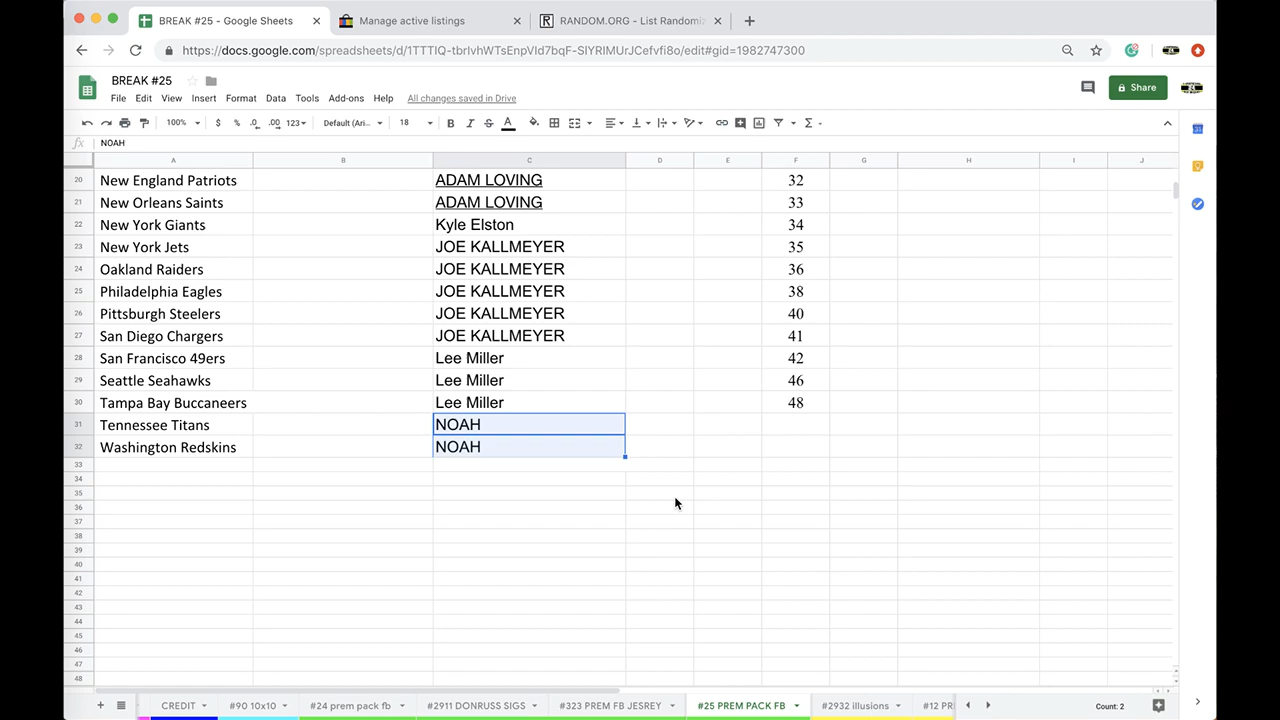 BREAK #25 - Google Sheets
Manage active listings
RANDOM.ORG - List Randomiz
https://docs.google.com/spreadsheets/d/1TTTIQ-tbrIvhWTsEnpVId7bqF-SlYRIMUrJCefvfi8o/edit#gid=1982747300
BREAK #25
File Edit View Insert Format Data Tools Add-ons Help All changes saved in Drive
Share
100% $ % .0 .00 123 Default (Ari... 18 B I S A
fx NOAH
A B C D E F G H I J
20 New England Patriots ADAM LOVING 32
21 New Orleans Saints ADAM LOVING 33
22 New York Giants Kyle Elston 34
23 New York Jets JOE KALLMEYER 35
24 Oakland Raiders JOE KALLMEYER 36
25 Philadelphia Eagles JOE KALLMEYER 38
26 Pittsburgh Steelers JOE KALLMEYER 40
27 San Diego Chargers JOE KALLMEYER 41
28 San Francisco 49ers Lee Miller 42
29 Seattle Seahawks Lee Miller 46
30 Tampa Bay Buccaneers Lee Miller 48
31 Tennessee Titans NOAH
32 Washington Redskins NOAH
33
34
35
36
37
38
39
40
41
42
43
44
45
46
47
48
CREDIT #90 10x10 #24 prem pack fb #2911 DONRUSS SIGS #323 PREM FB JESREY #25 PREM PACK FB #2932 illusions #12 PR Count: 2